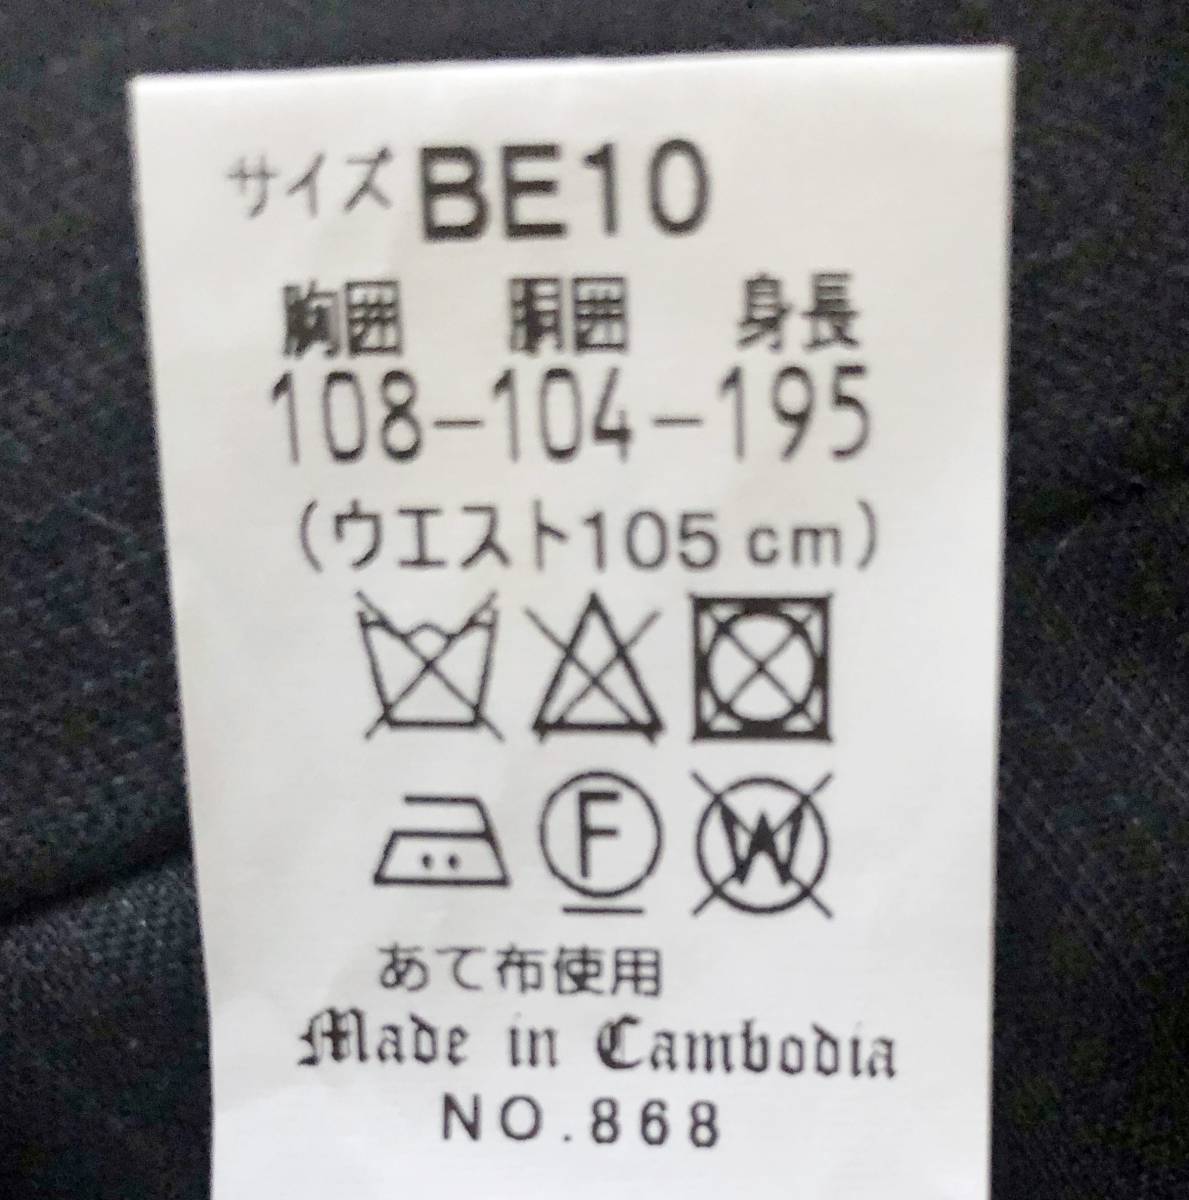 サイズ BE10
胸囲 胴囲 身長
108-104-195
(ウエスト105cm)
F W
あて布使用
Made in Cambodia
NO.868